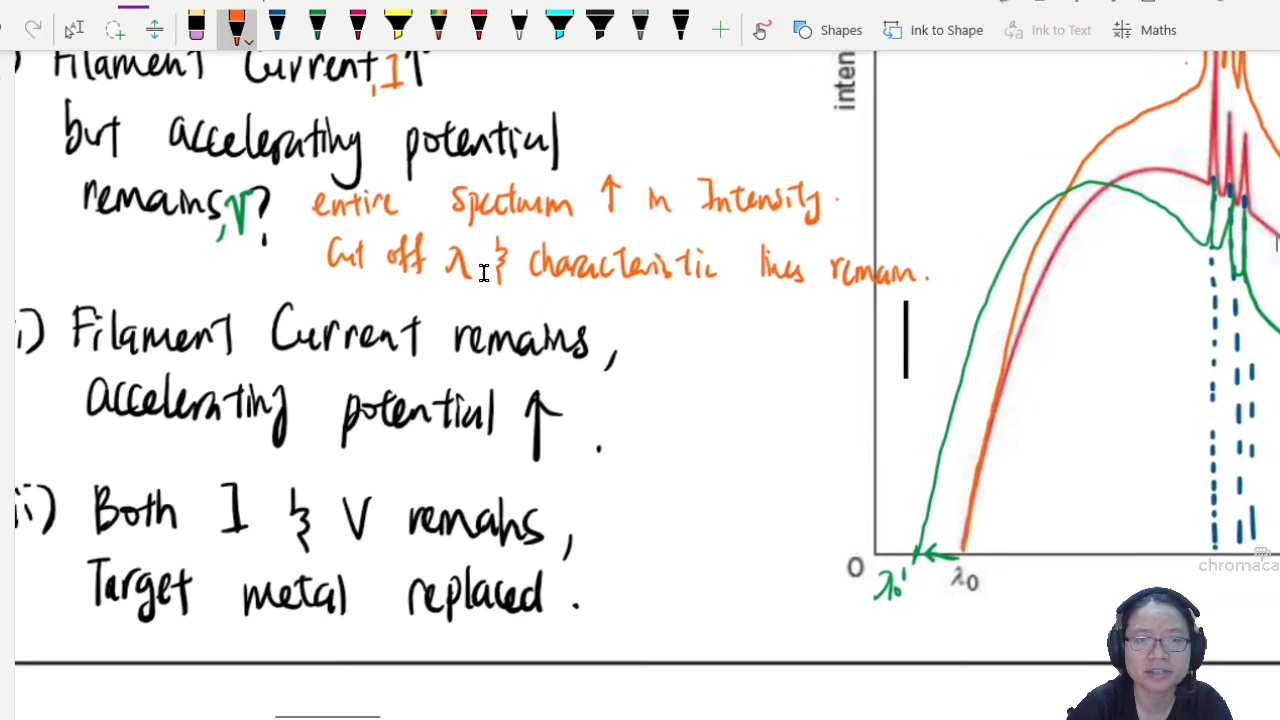 Shapes
Ink to Shape
Ink to Text
Maths
) Filament Current, I↑
but accelerating potential
remains, V?
entire spectrum ↑ in Intensity.
Cut off λ & characteristic lines remain.
i) Filament Current remains,
accelerating potential ↑.
ii) Both I & V remains,
Target metal replaced.
inten
0
λ₀'
λ₀
chromaca